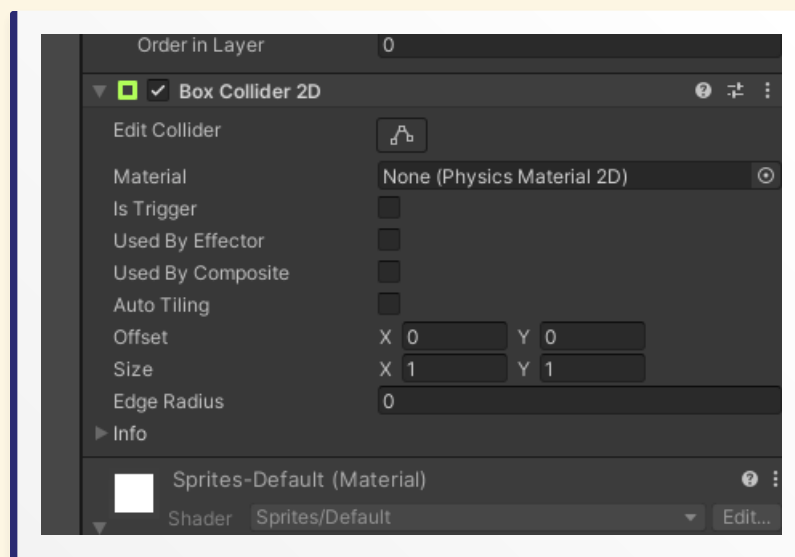 Order in Layer 0
Box Collider 2D
Edit Collider
Material None (Physics Material 2D)
Is Trigger
Used By Effector
Used By Composite
Auto Tiling
Offset X 0 Y 0
Size X 1 Y 1
Edge Radius 0
Info
Sprites-Default (Material)
Shader Sprites/Default Edit...